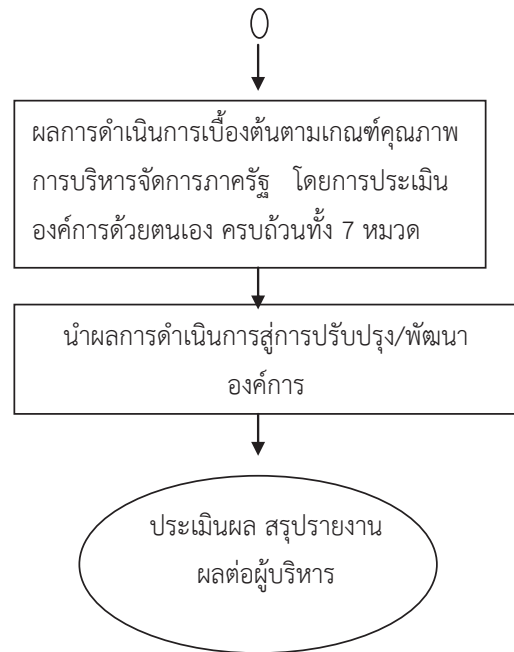 ผลการดำเนินการเบื้องต้นตามเกณฑ์คุณภาพ
การบริหารจัดการภาครัฐ โดยการประเมิน
องค์การด้วยตนเอง ครบถ้วนทั้ง 7 หมวด
นำผลการดำเนินการสู่การปรับปรุง/พัฒนา
องค์การ
ประเมินผล สรุปรายงาน
ผลต่อผู้บริหาร